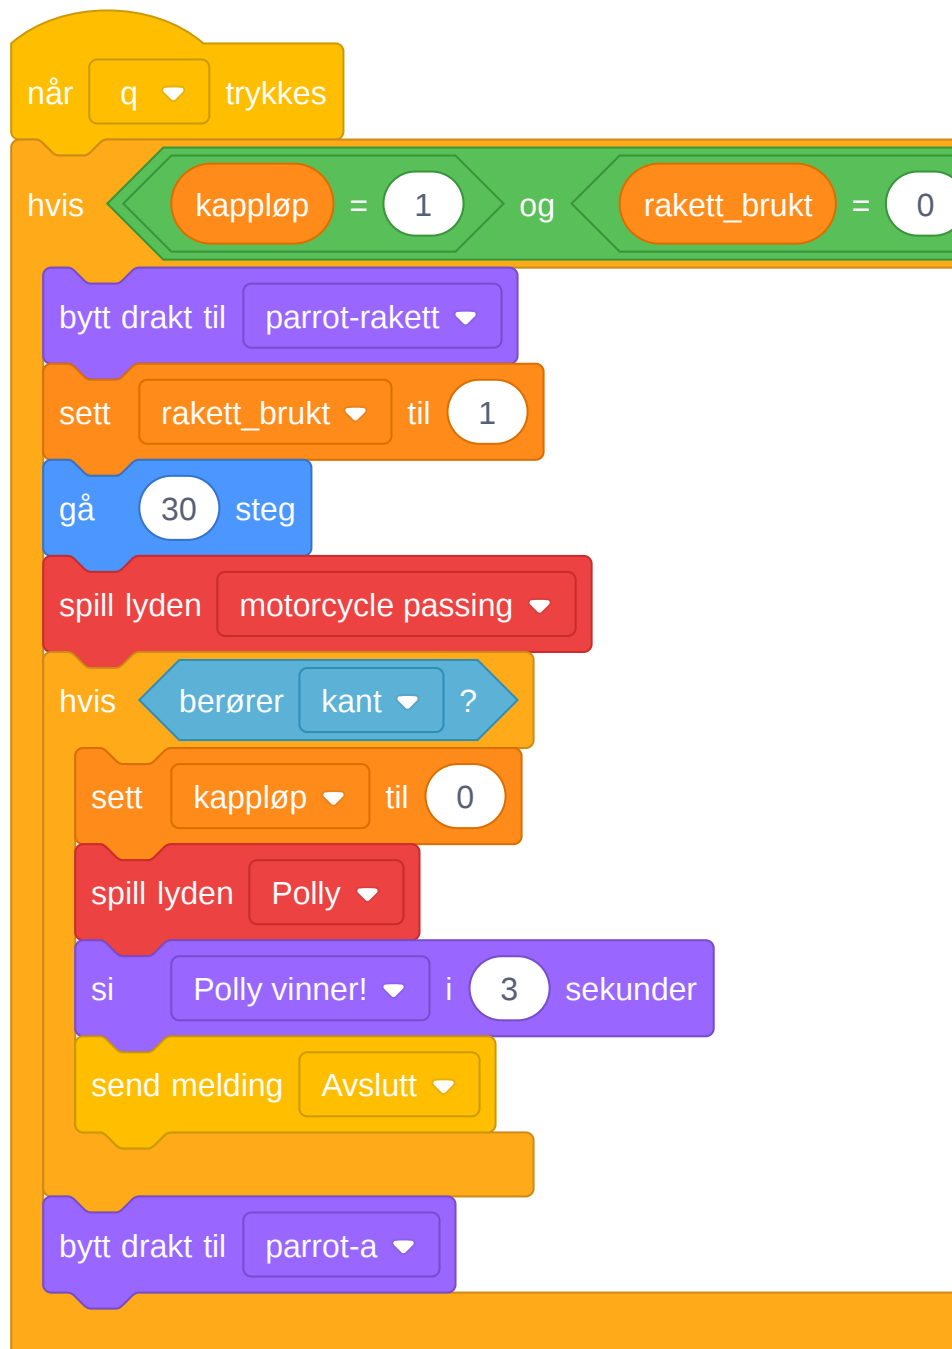 når q trykkes
hvis kappløp = 1 og rakett_brukt = 0
bytt drakt til parrot-rakett
sett rakett_brukt til 1
gå 30 steg
spill lyden motorcycle passing
hvis berører kant ?
sett kappløp til 0
spill lyden Polly
si Polly vinner! i 3 sekunder
send melding Avslutt
bytt drakt til parrot-a